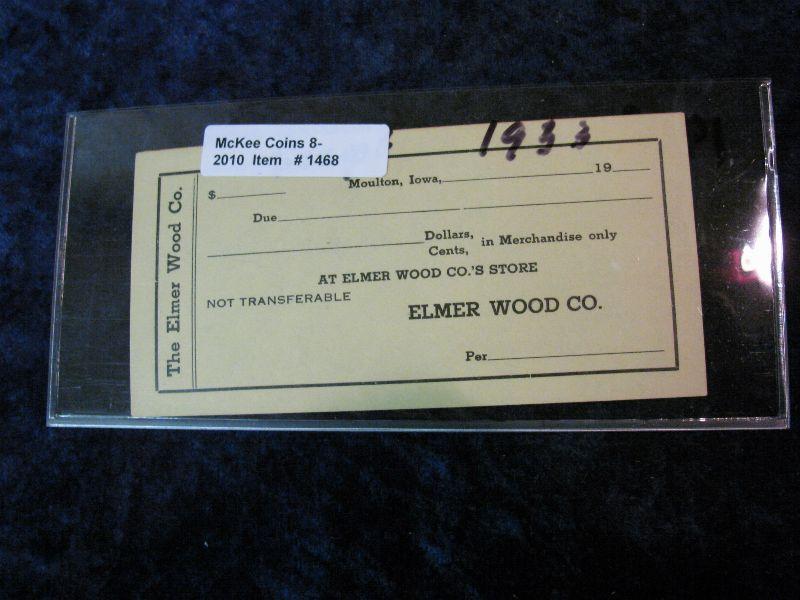 1933
McKee Coins 8-
2010 Item # 1468
The Elmer Wood Co.
$
Moulton, Iowa, 19
Due
Dollars,
Cents,
in Merchandise only
AT ELMER WOOD CO.'S STORE
NOT TRANSFERABLE
ELMER WOOD CO.
Per